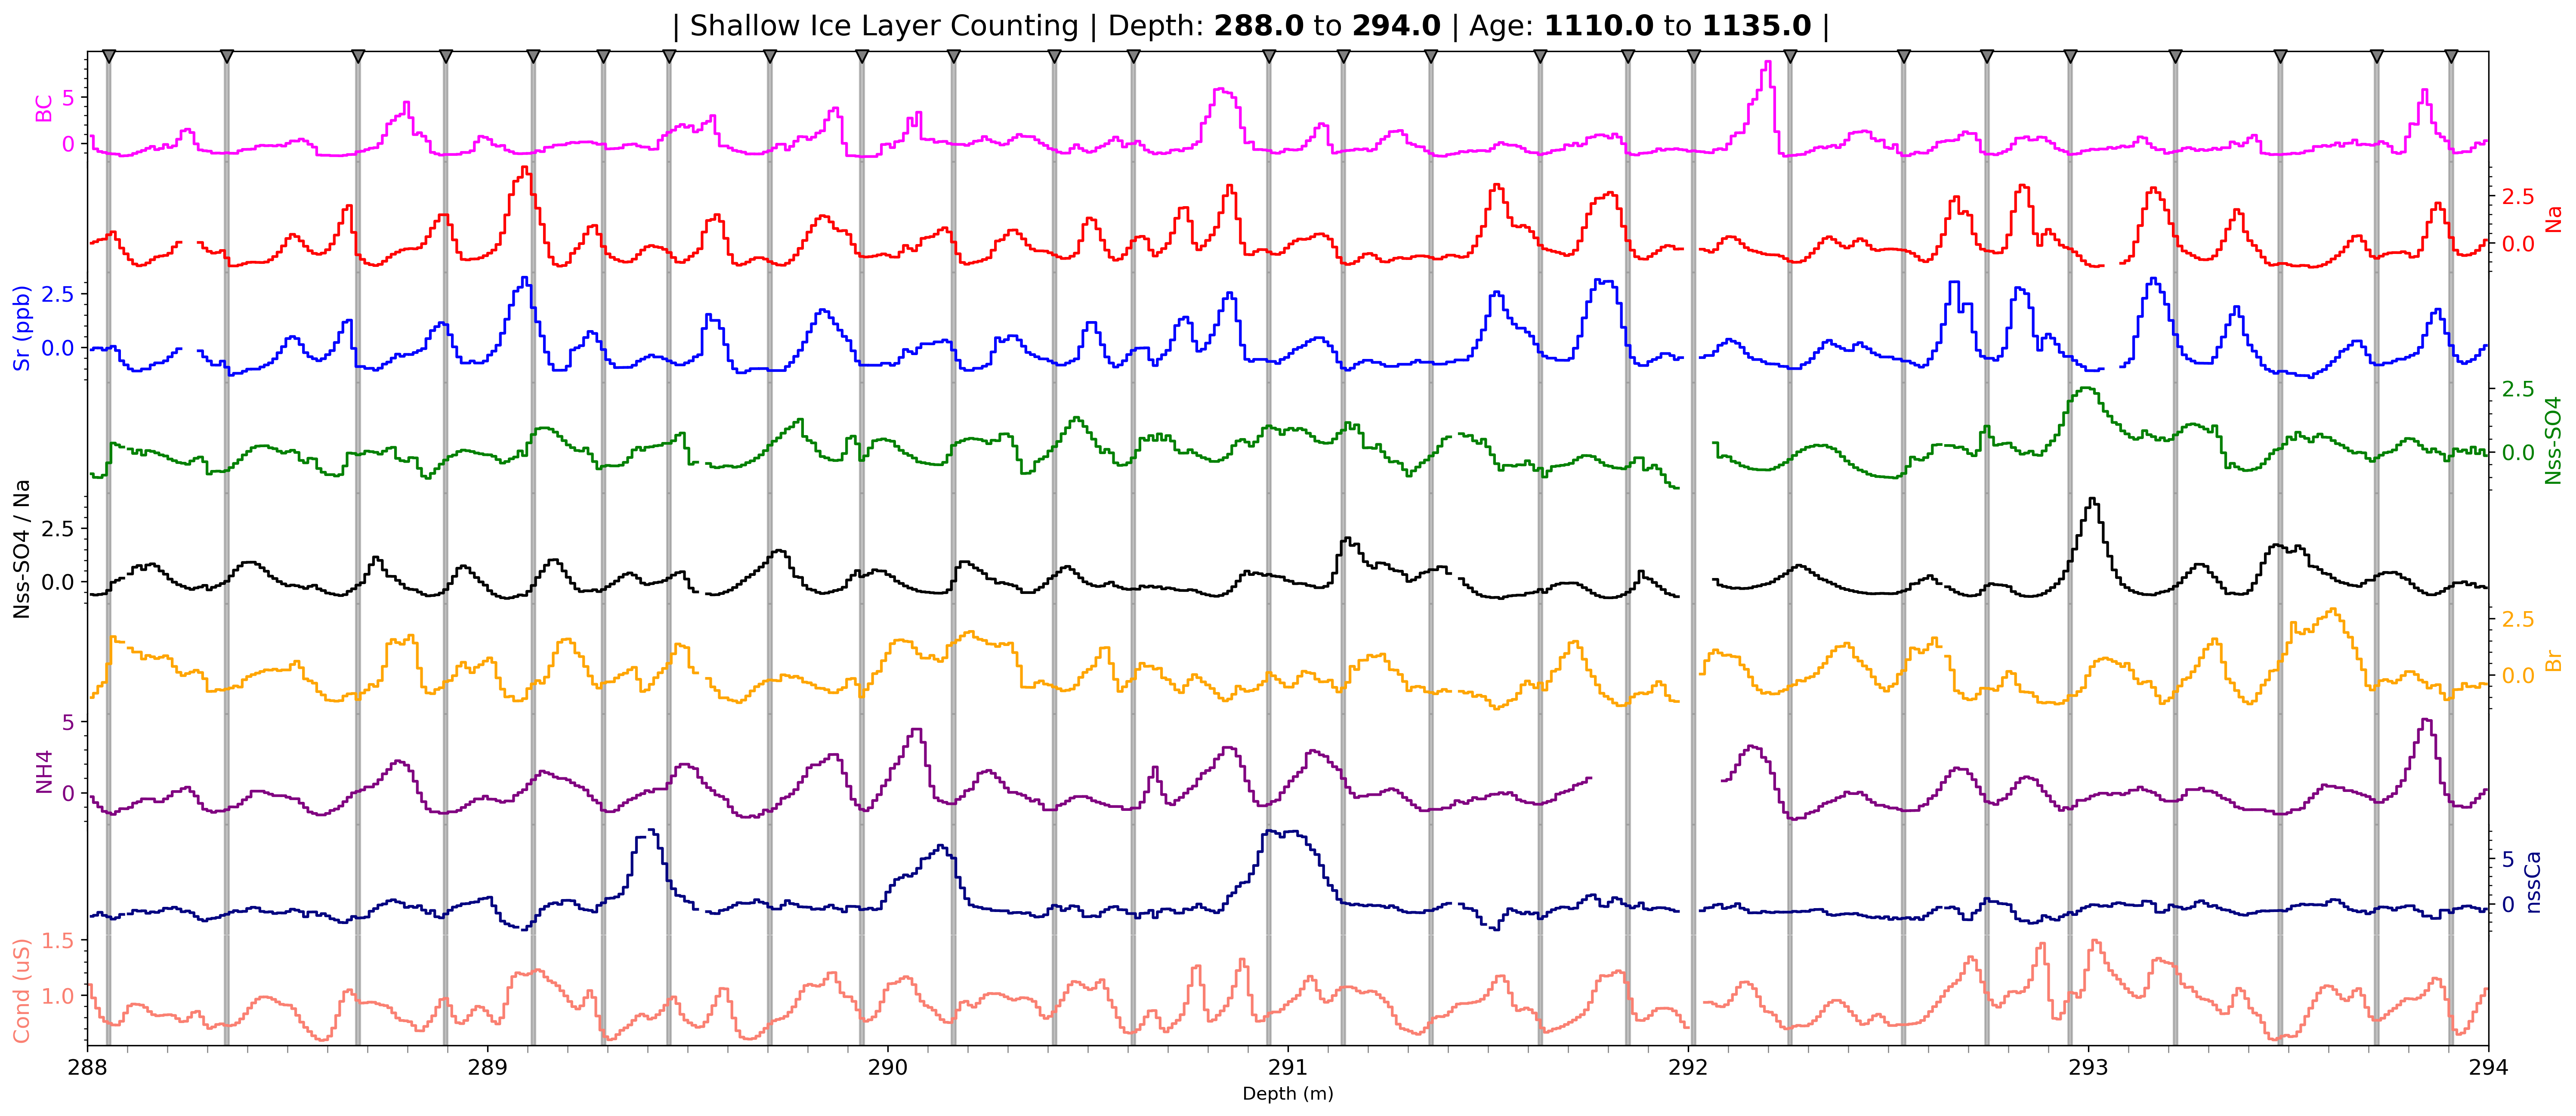 | Shallow Ice Layer Counting | Depth: 288.0 to 294.0 | Age: 1110.0 to 1135.0 |
BC
5
0
2.5
0.0
Na
Sr (ppb)
2.5
0.0
2.5
0.0
Nss-SO4
Nss-SO4 / Na
2.5
0.0
2.5
0.0
Br
NH4
5
0
5
0
nssCa
Cond (uS)
1.5
1.0
288 289 290 291 292 293 294
Depth (m)